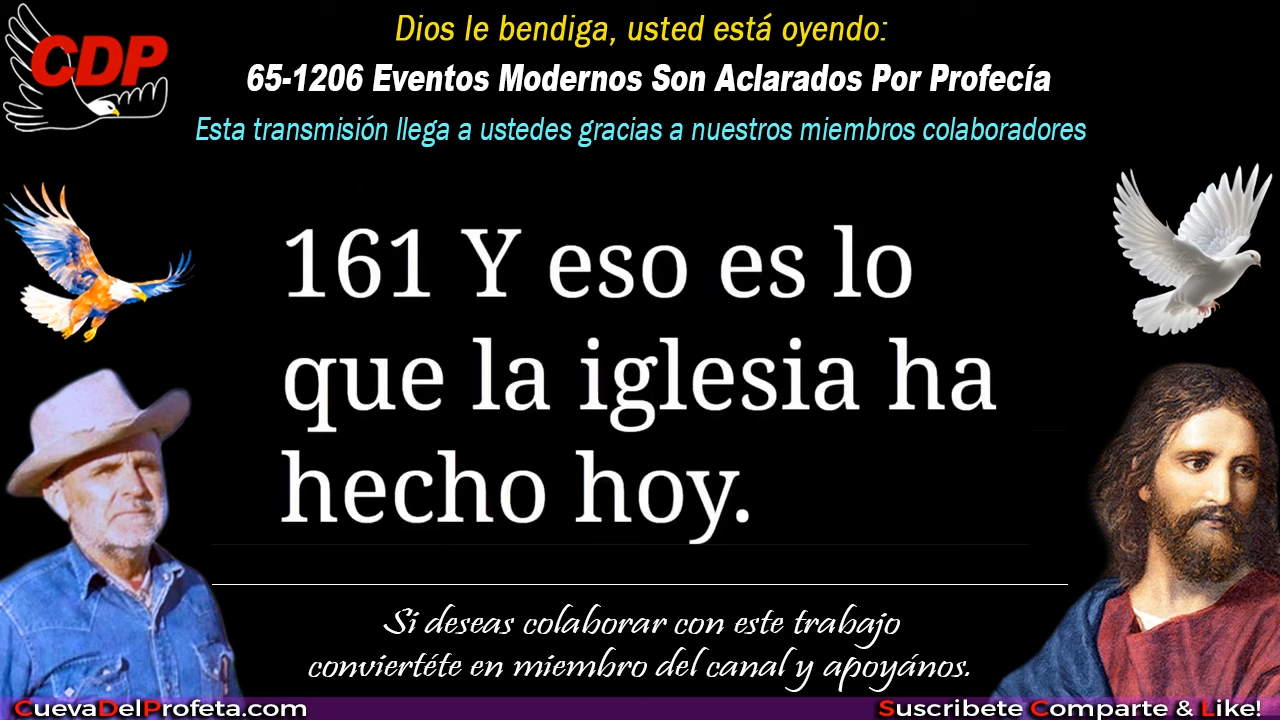 CDP
Dios le bendiga, usted está oyendo:
65-1206 Eventos Modernos Son Aclarados Por Profecía
Esta transmisión llega a ustedes gracias a nuestros miembros colaboradores
161 Y eso es lo
que la iglesia ha
hecho hoy.
Si deseas colaborar con este trabajo
conviertéte en miembro del canal y apoyános.
CuevaDelProfeta.com
Suscribete Comparte & Like!